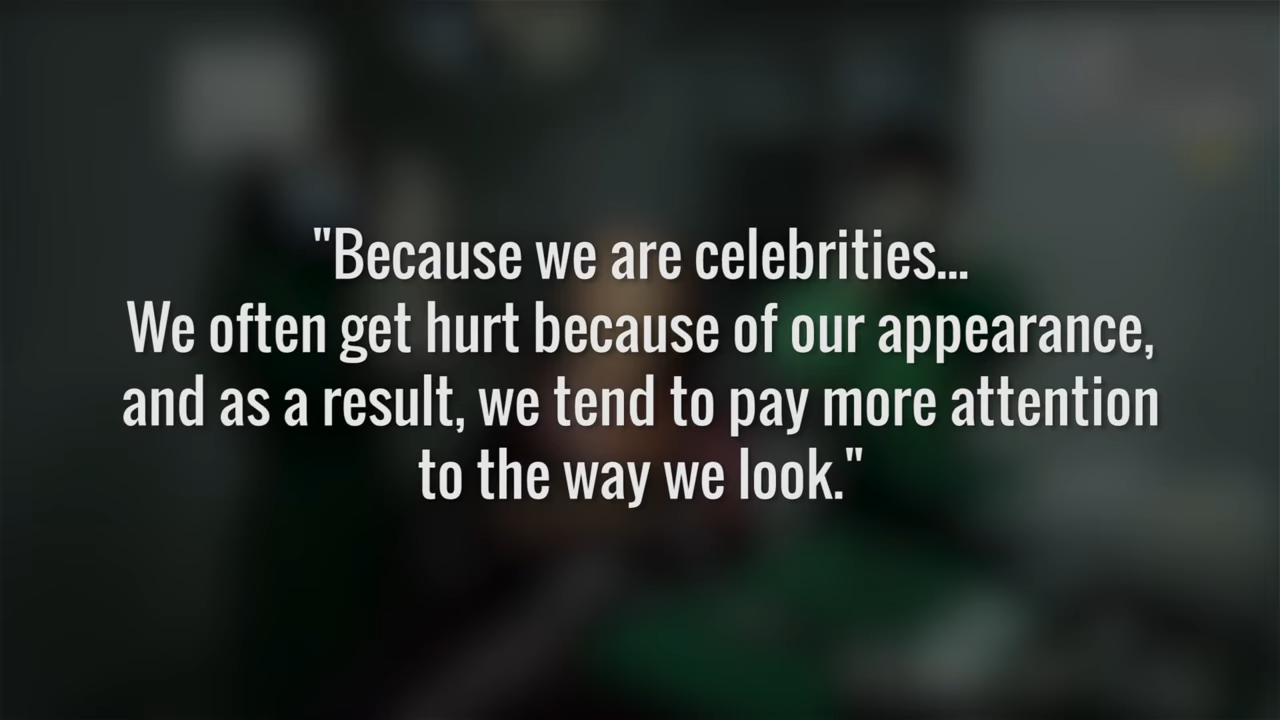 "Because we are celebrities...
We often get hurt because of our appearance,
and as a result, we tend to pay more attention
to the way we look."